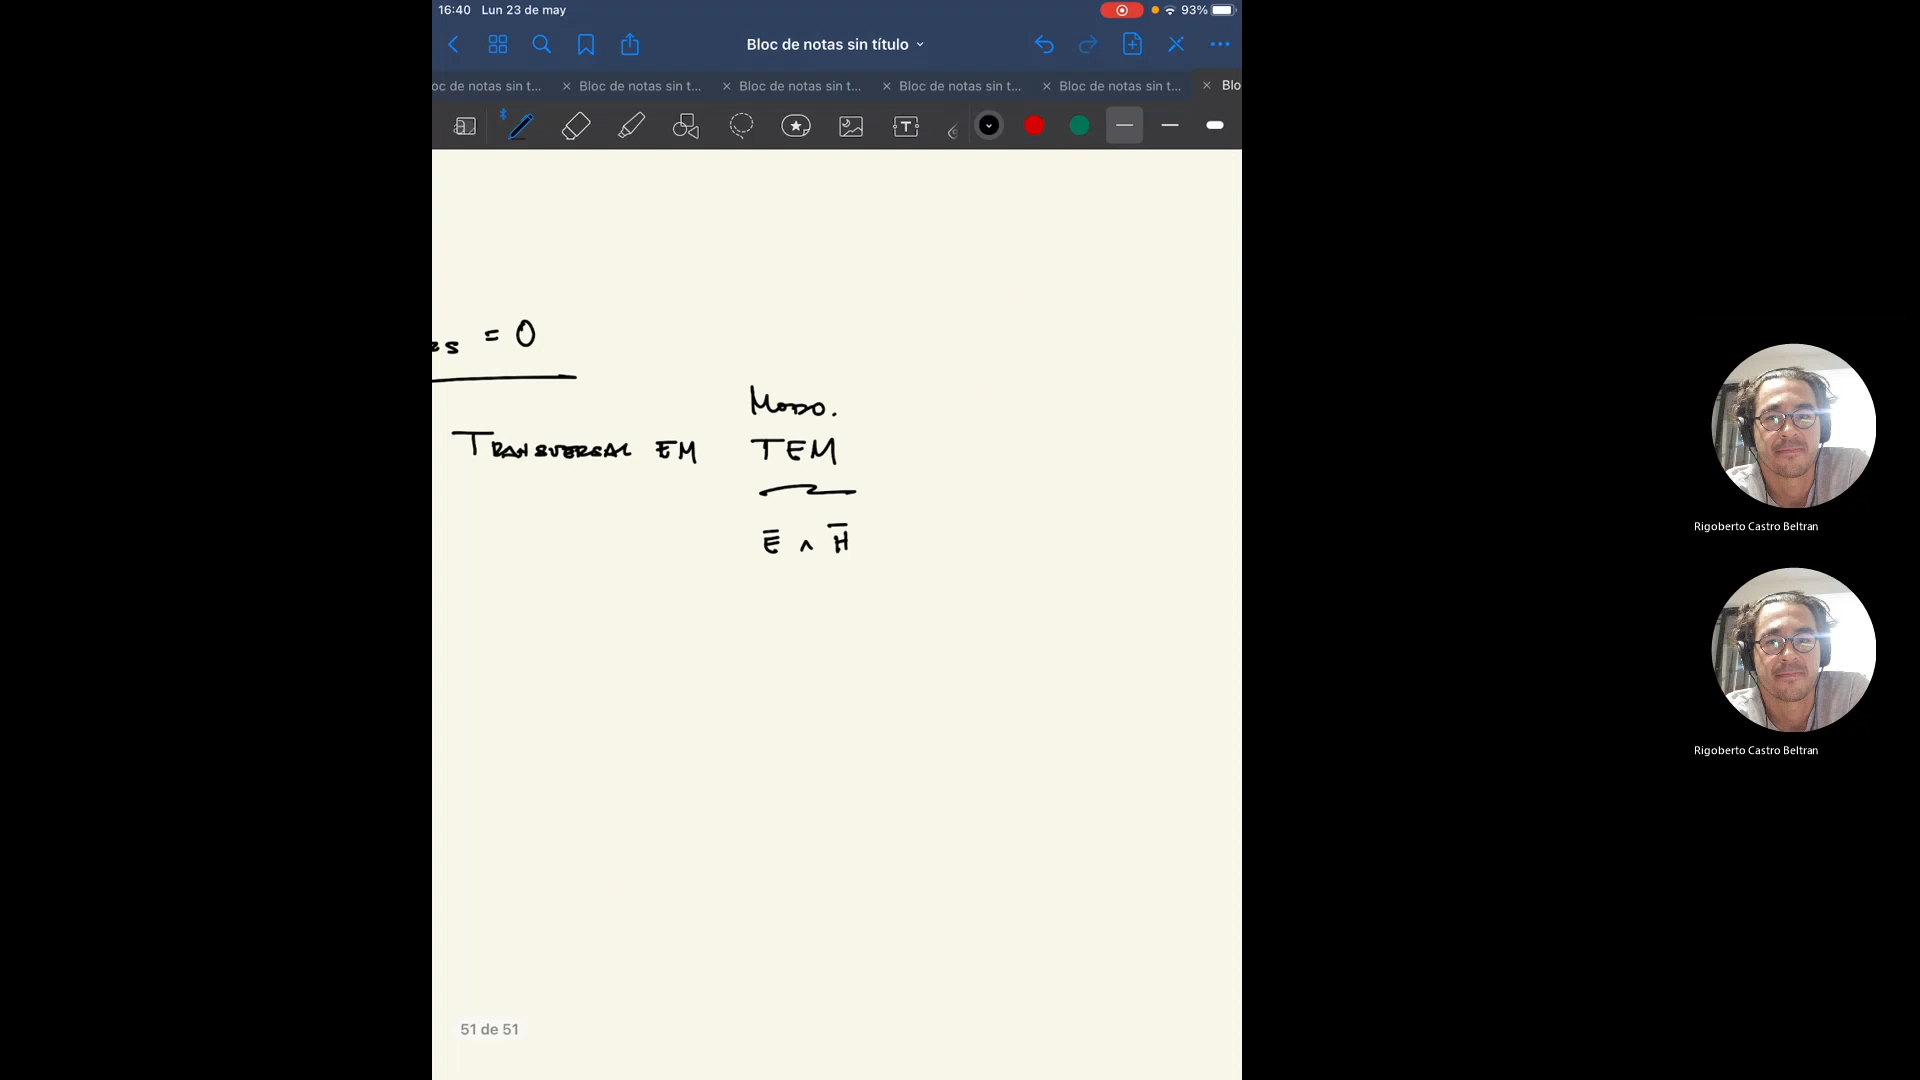 16:40 Lun 23 de may 93%
Bloc de notas sin título
oc de notas sin t... Bloc de notas sin t... Bloc de notas sin t... Bloc de notas sin t... Bloc de notas sin t... Blo
T
es = 0
Modo.
TRANSVERSAL EM TEM
E ^ H
51 de 51
Rigoberto Castro Beltran
Rigoberto Castro Beltran